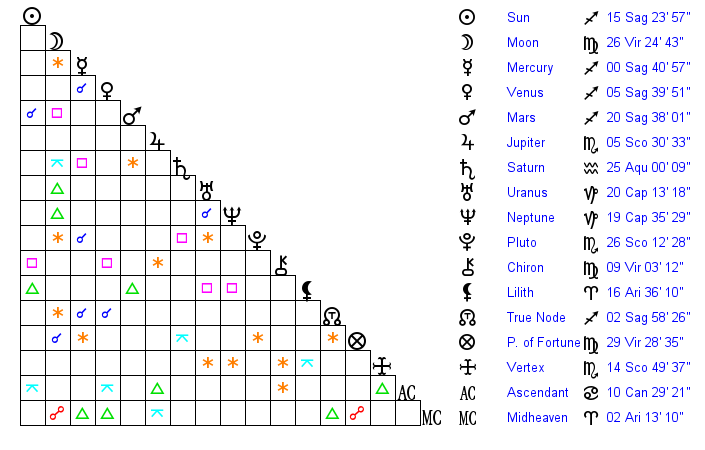 Sun 15 Sag 23' 57"
Moon 26 Vir 24' 43"
Mercury 00 Sag 40' 57"
Venus 05 Sag 39' 51"
Mars 20 Sag 38' 01"
Jupiter 05 Sco 30' 33"
Saturn 25 Aqu 00' 09"
Uranus 20 Cap 13' 18"
Neptune 19 Cap 35' 29"
Pluto 26 Sco 12' 28"
Chiron 09 Vir 03' 12"
Lilith 16 Ari 36' 10"
True Node 02 Sag 58' 26"
P. of Fortune 29 Vir 28' 35"
Vertex 14 Sco 49' 37"
AC AC Ascendant 10 Can 29' 21"
MC MC Midheaven 02 Ari 13' 10"